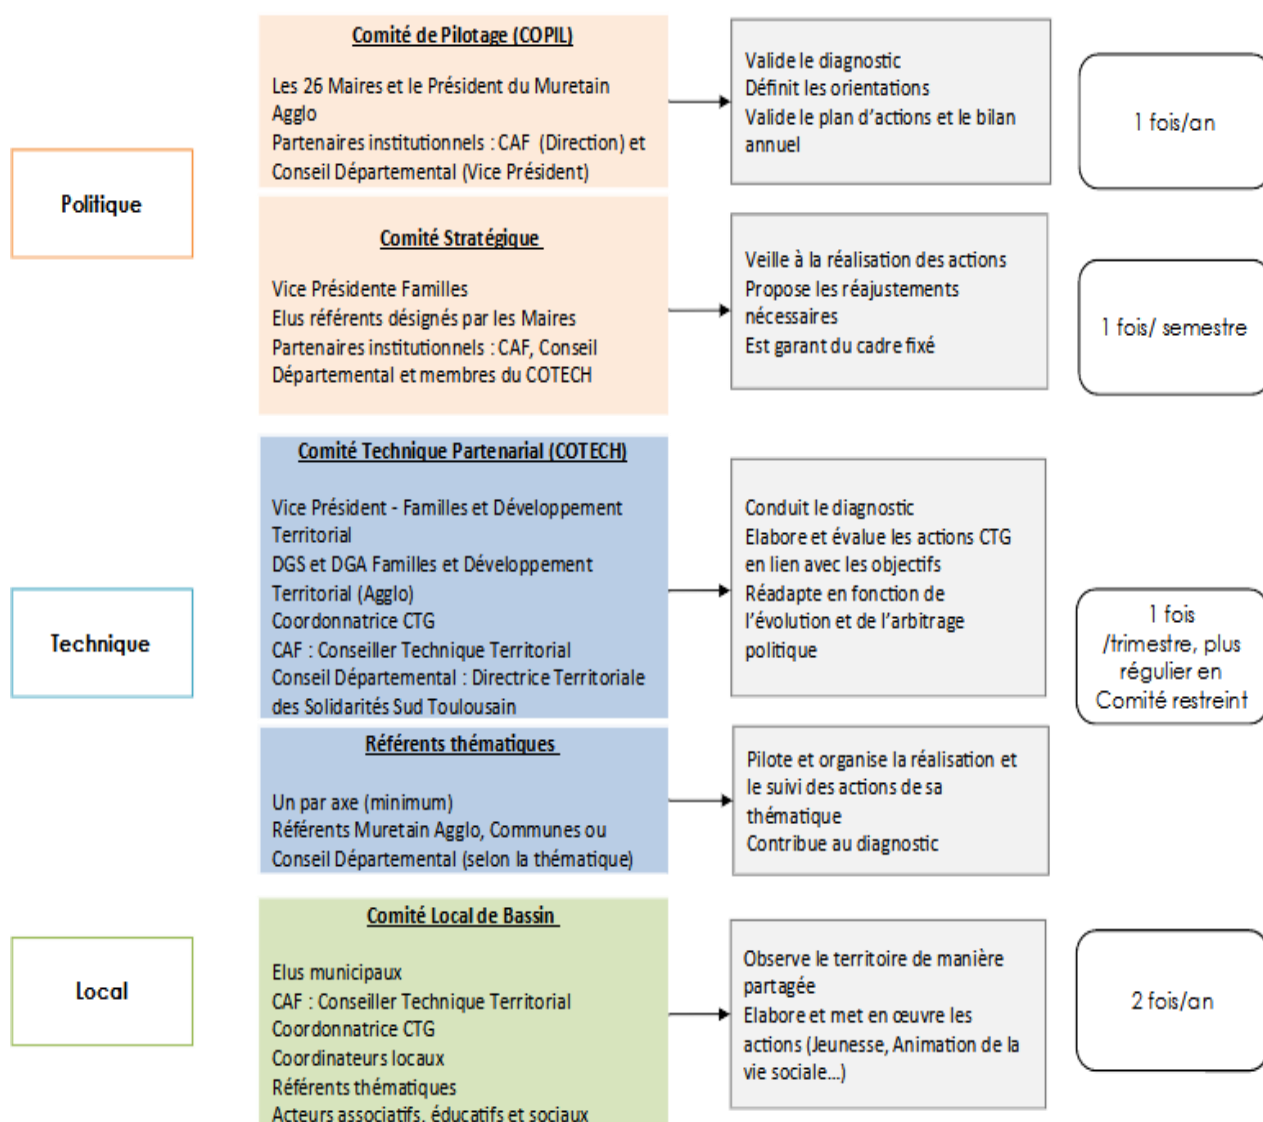 Politique
Comité de Pilotage (COPIL)
Les 26 Maires et le Président du Muretain
Agglo
Partenaires institutionnels : CAF (Direction) et
Conseil Départemental (Vice Président)
Valide le diagnostic
Définit les orientations
Valide le plan d'actions et le bilan
annuel
1 fois/an
Comité Stratégique
Vice Présidente Familles
Elus référents désignés par les Maires
Partenaires institutionnels : CAF, Conseil
Départemental et membres du COTECH
Veille à la réalisation des actions
Propose les réajustements
nécessaires
Est garant du cadre fixé
1 fois/ semestre
Technique
Comité Technique Partenarial (COTECH)
Vice Président - Familles et Développement
Territorial
DGS et DGA Familles et Développement
Territorial (Agglo)
Coordonnatrice CTG
CAF : Conseiller Technique Territorial
Conseil Départemental : Directrice Territoriale
des Solidarités Sud Toulousain
Conduit le diagnostic
Elabore et évalue les actions CTG
en lien avec les objectifs
Réadapte en fonction de
l'évolution et de l'arbitrage
politique
1 fois
/trimestre, plus
régulier en
Comité restreint
Référents thématiques
Un par axe (minimum)
Référents Muretain Agglo, Communes ou
Conseil Départemental (selon la thématique)
Pilote et organise la réalisation et
le suivi des actions de sa
thématique
Contribue au diagnostic
Local
Comité Local de Bassin
Elus municipaux
CAF : Conseiller Technique Territorial
Coordonnatrice CTG
Coordinateurs locaux
Référents thématiques
Acteurs associatifs, éducatifs et sociaux
Observe le territoire de manière
partagée
Elabore et met en œuvre les
actions (Jeunesse, Animation de la
vie sociale...)
2 fois/an